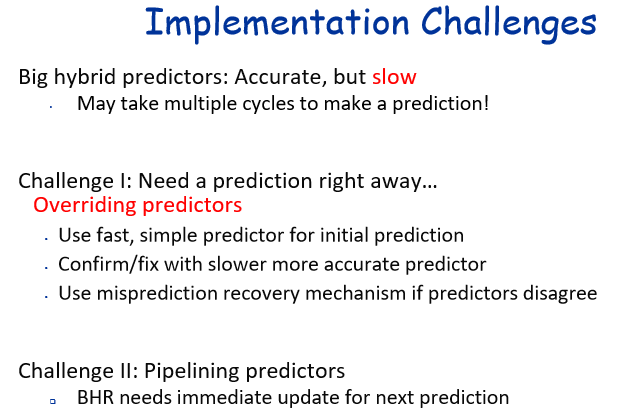 Implementation Challenges
Big hybrid predictors: Accurate, but slow
May take multiple cycles to make a prediction!
Challenge I: Need a prediction right away…
Overriding predictors
Use fast, simple predictor for initial prediction
Confirm/fix with slower more accurate predictor
Use misprediction recovery mechanism if predictors disagree
Challenge II: Pipelining predictors
BHR needs immediate update for next prediction